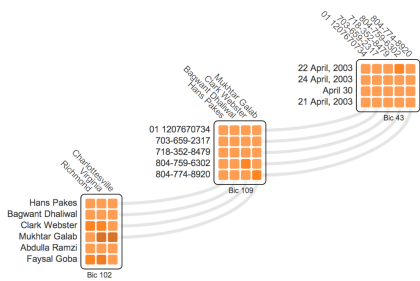 01 1207670734
703-659-2317
718-352-8479
804-759-6302
804-774-8920
22 April, 2003
24 April, 2003
April 30
21 April, 2003
Bic 43
Hans Pakes
Bagwant Dhaliwal
Clark Webster
Mukhtar Galab
01 1207670734
703-659-2317
718-352-8479
804-759-6302
804-774-8920
Bic 109
Richmond
Virginia
Charlottesville
Hans Pakes
Bagwant Dhaliwal
Clark Webster
Mukhtar Galab
Abdulla Ramzi
Faysal Goba
Bic 102